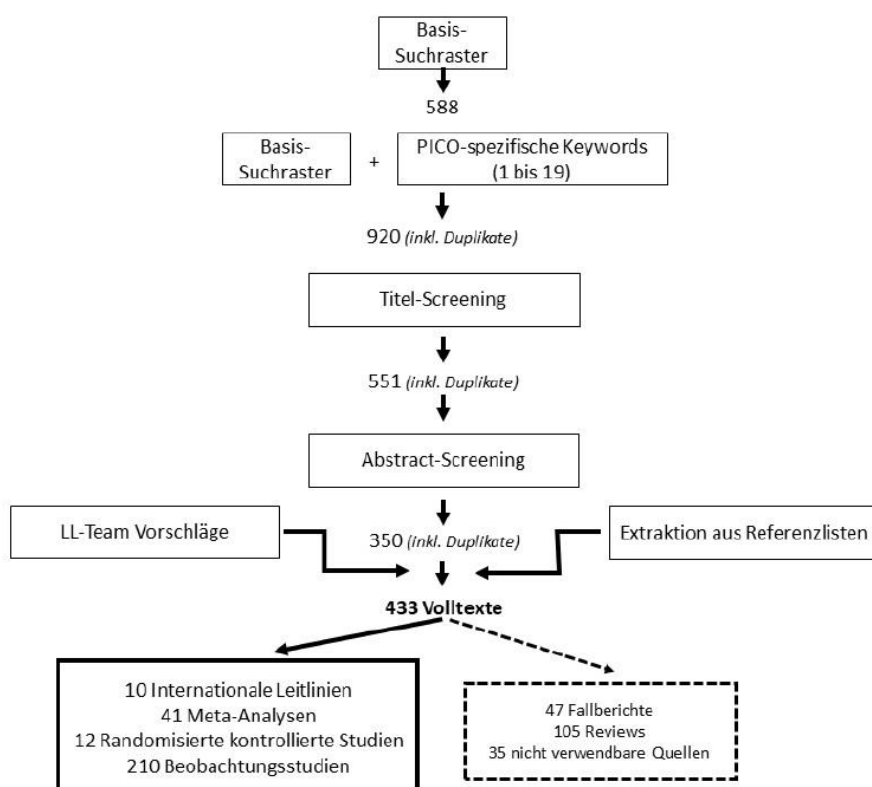 Basis-
Suchraster
588
Basis-
Suchraster
+
PICO-spezifische Keywords
(1 bis 19)
920 (inkl. Duplikate)
Titel-Screening
551 (inkl. Duplikate)
Abstract-Screening
LL-Team Vorschläge
350 (inkl. Duplikate)
Extraktion aus Referenzlisten
433 Volltexte
10 Internationale Leitlinien
41 Meta-Analysen
12 Randomisierte kontrollierte Studien
210 Beobachtungsstudien
47 Fallberichte
105 Reviews
35 nicht verwendbare Quellen